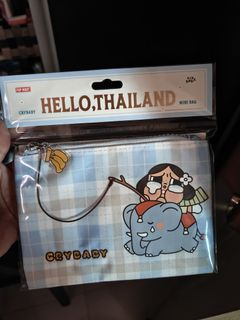 POP MART
HELLO, THAILAND
CRYBABY
MINI BAG
CRYBABY